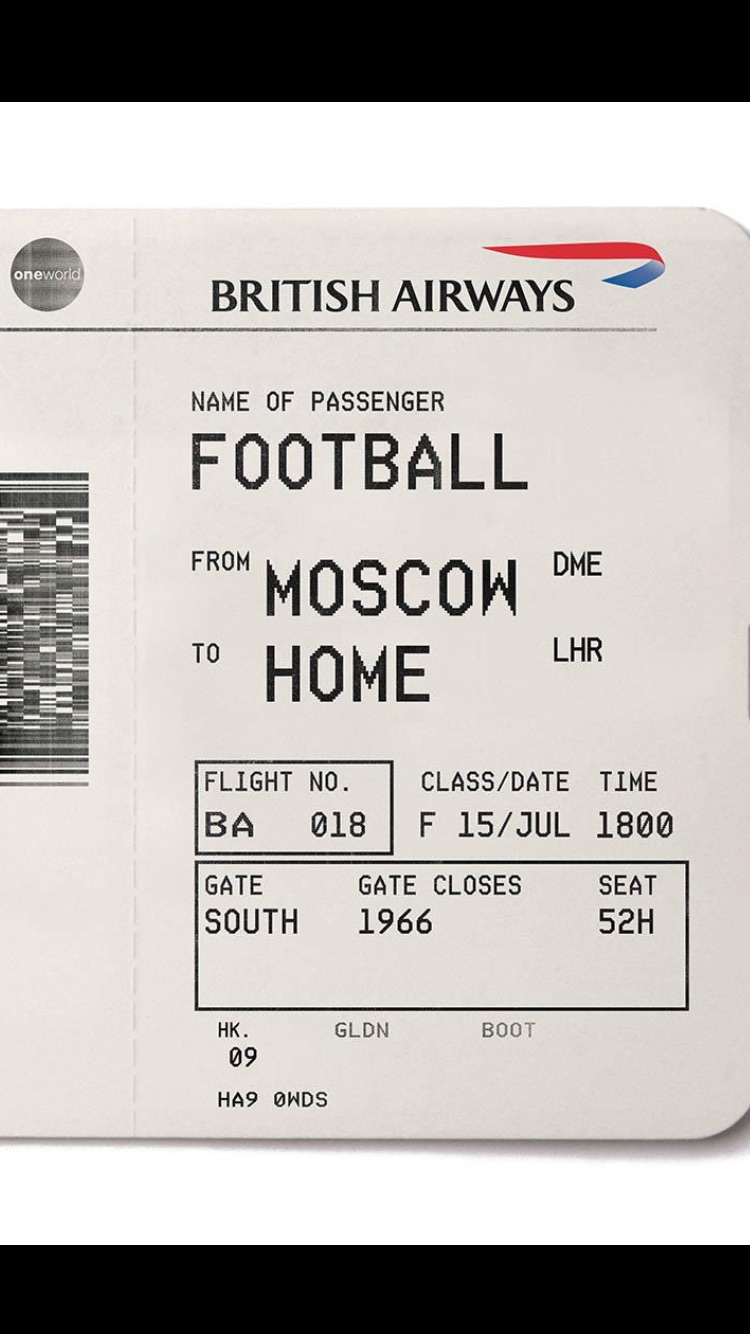 oneworld
BRITISH AIRWAYS
NAME OF PASSENGER
FOOTBALL
FROM MOSCOW DME
TO HOME LHR
FLIGHT NO. CLASS/DATE TIME
BA 018 F 15/JUL 1800
GATE GATE CLOSES SEAT
SOUTH 1966 52H
HK. GLDN BOOT
09
HA9 0WDS